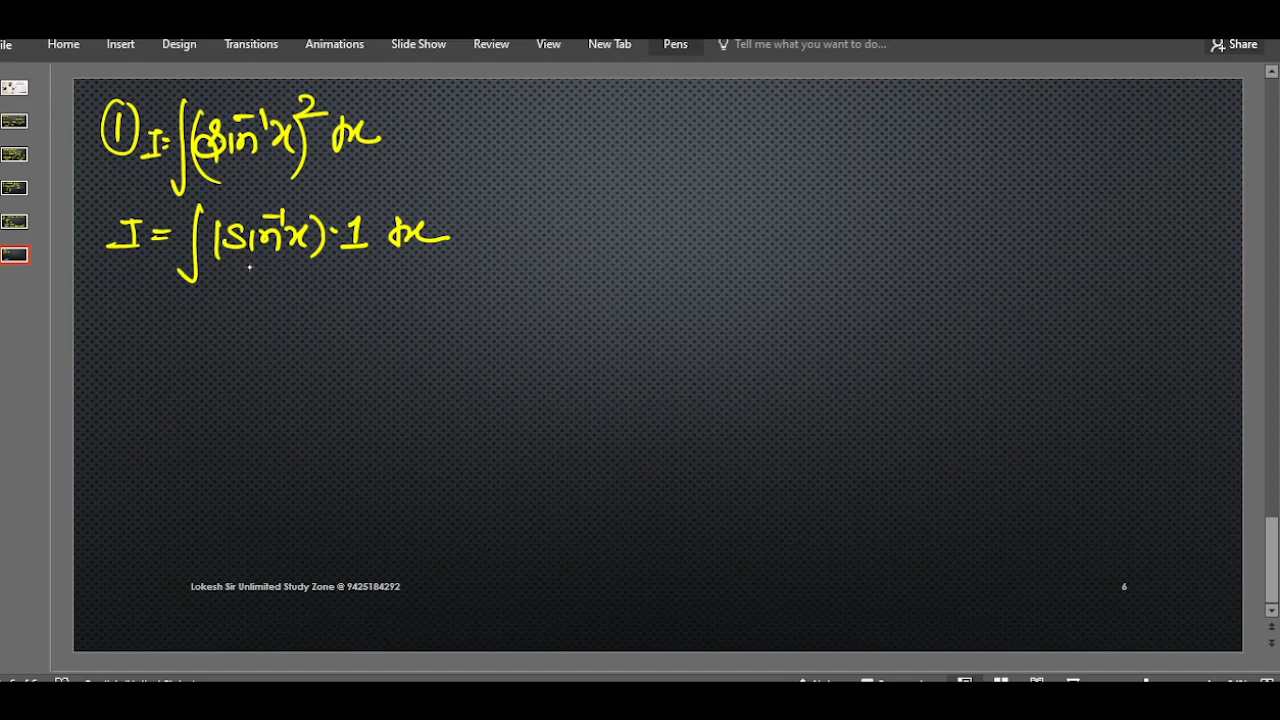 File Home Insert Design Transitions Animations Slide Show Review View New Tab Pens Tell me what you want to do... Share
① I = ∫(sin⁻¹x)² dx
I = ∫(sin⁻¹x)·1 dx
Lokesh Sir Unlimited Study Zone @ 9425184292 6